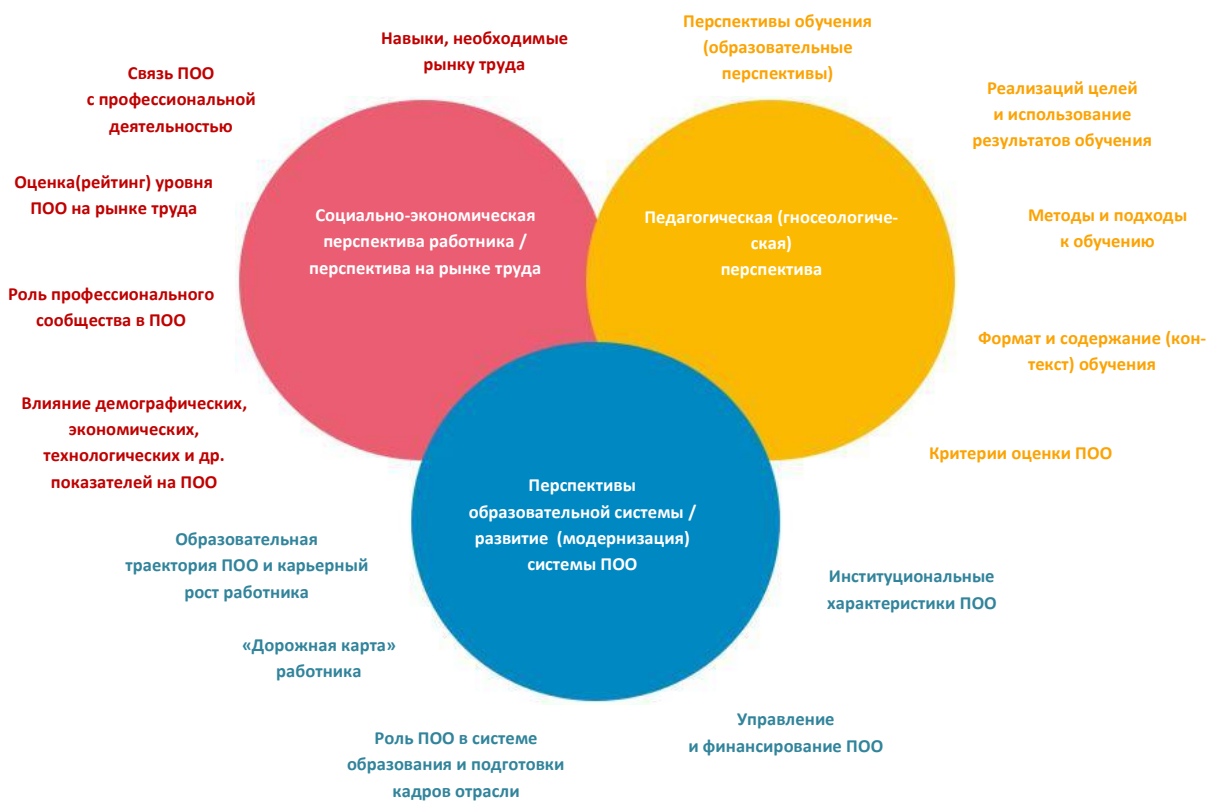 Навыки, необходимые
рынку труда
Связь ПОО
с профессиональной
деятельностью
Оценка(рейтинг) уровня
ПОО на рынке труда
Роль профессионального
сообщества в ПОО
Влияние демографических,
экономических,
технологических и др.
показателей на ПОО
Социально-экономическая
перспектива работника /
перспектива на рынке труда
Перспективы обучения
(образовательные
перспективы)
Реализаций целей
и использование
результатов обучения
Методы и подходы
к обучению
Формат и содержание (кон-
текст) обучения
Критерии оценки ПОО
Педагогическая (гносеологиче-
ская)
перспектива
Перспективы
образовательной системы /
развитие (модернизация)
системы ПОО
Образовательная
траектория ПОО и карьерный
рост работника
«Дорожная карта»
работника
Роль ПОО в системе
образования и подготовки
кадров отрасли
Управление
и финансирование ПОО
Институциональные
характеристики ПОО